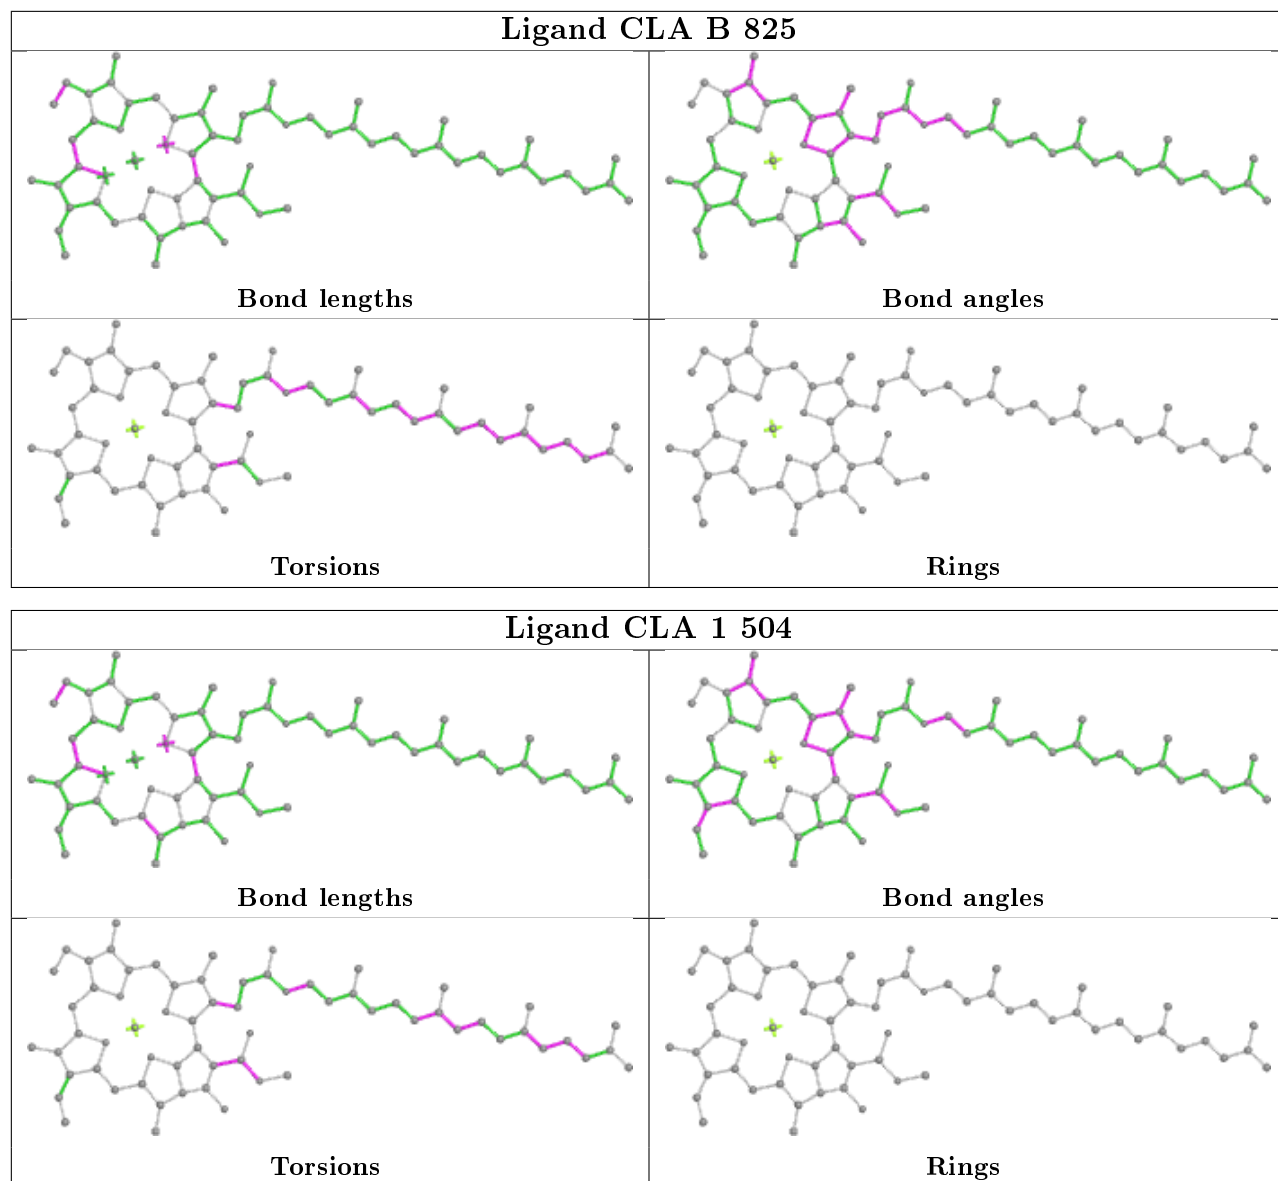 Ligand CLA B 825
Bond lengths
Bond angles
Torsions
Rings
Ligand CLA 1 504
Bond lengths
Bond angles
Torsions
Rings